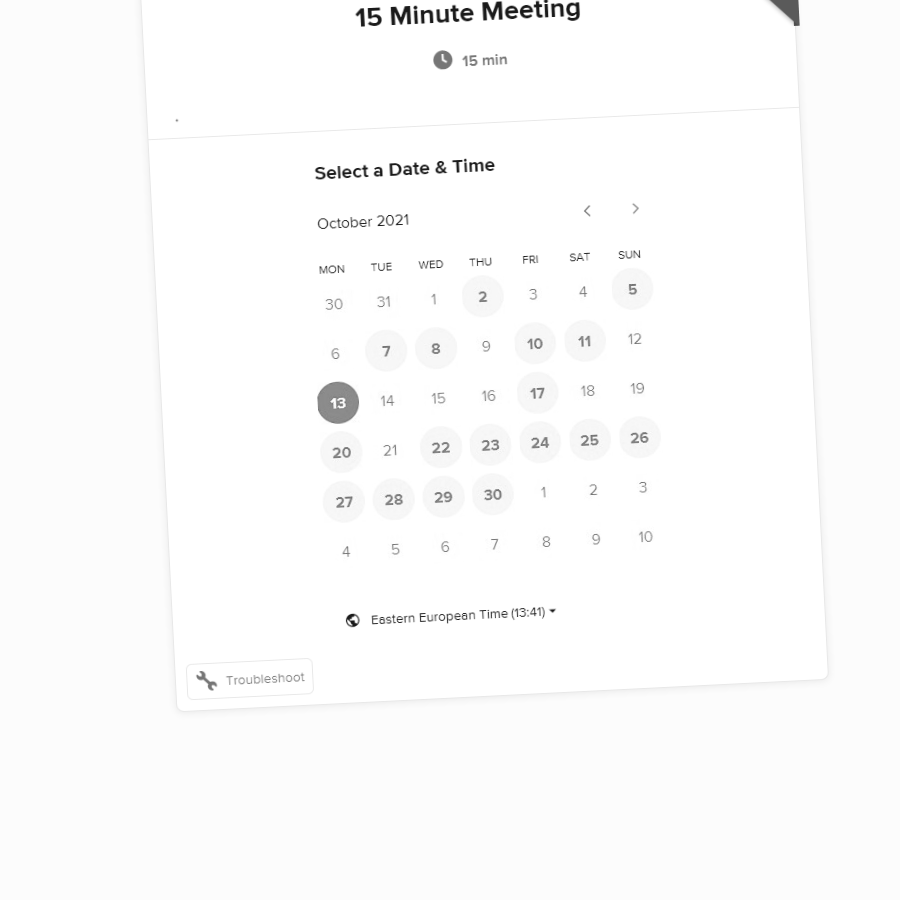 15 Minute Meeting
15 min
.
Select a Date & Time
October 2021
MON TUE WED THU FRI SAT SUN
30 31 1 2 3 4 5
6 7 8 9 10 11 12
13 14 15 16 17 18 19
20 21 22 23 24 25 26
27 28 29 30 1 2 3
4 5 6 7 8 9 10
Eastern European Time (13:41)
Troubleshoot